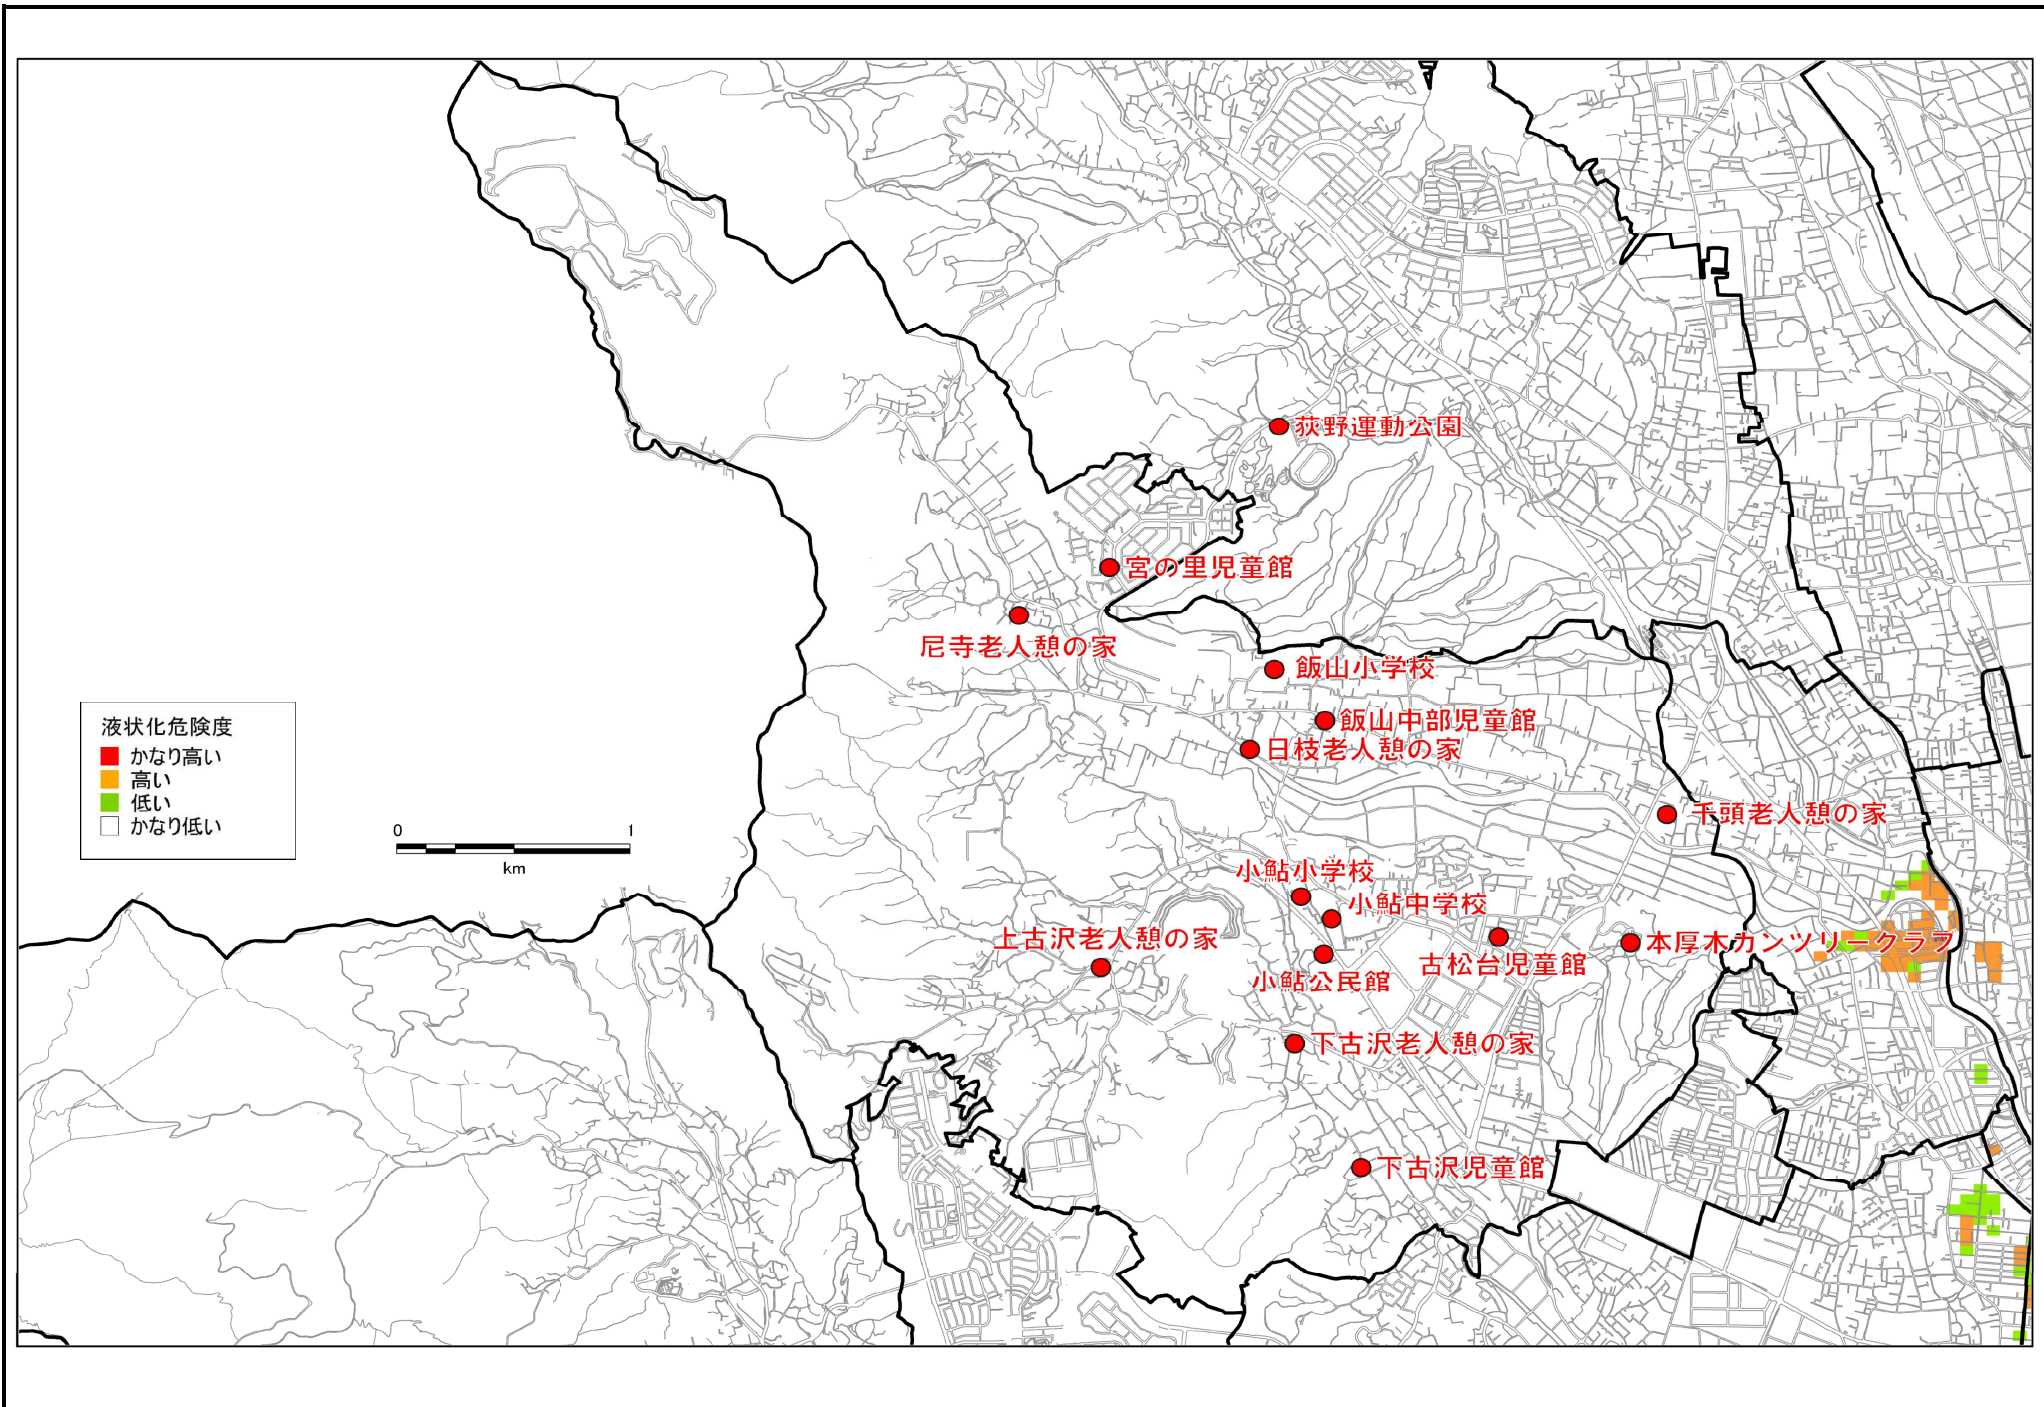 荻野運動公園
宮の里児童館
尼寺老人憩の家
飯山小学校
飯山中部児童館
日枝老人憩の家
液状化危険度
かなり高い
高い
低い
かなり低い
0 1
km
千頭老人憩の家
小鮎小学校
小鮎中学校
上古沢老人憩の家
古松台児童館
本厚木カンツリークラブ
小鮎公民館
下古沢老人憩の家
下古沢児童館